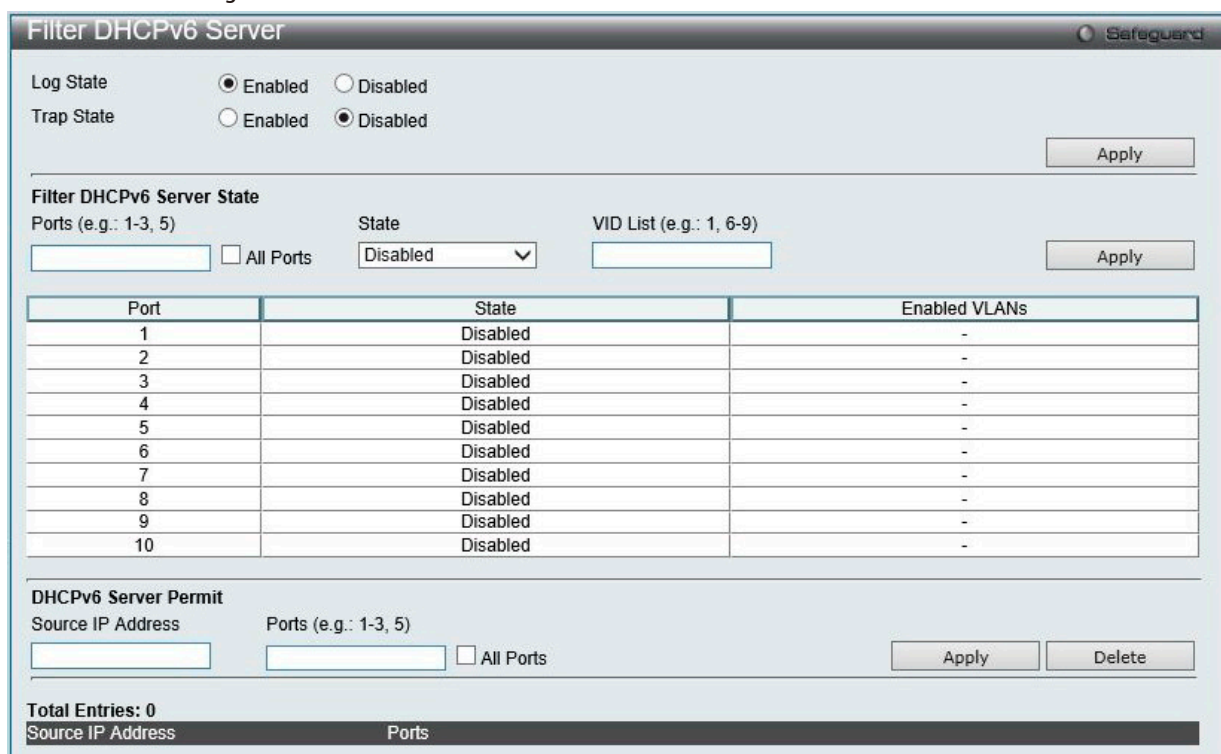 Filter DHCPv6 Server
Safeguard
Log State Enabled Disabled
Trap State Enabled Disabled
Apply
Filter DHCPv6 Server State
Ports (e.g.: 1-3, 5) State VID List (e.g.: 1, 6-9)
All Ports Disabled Apply
Port State Enabled VLANs
1 Disabled -
2 Disabled -
3 Disabled -
4 Disabled -
5 Disabled -
6 Disabled -
7 Disabled -
8 Disabled -
9 Disabled -
10 Disabled -
DHCPv6 Server Permit
Source IP Address Ports (e.g.: 1-3, 5)
All Ports Apply Delete
Total Entries: 0
Source IP Address Ports